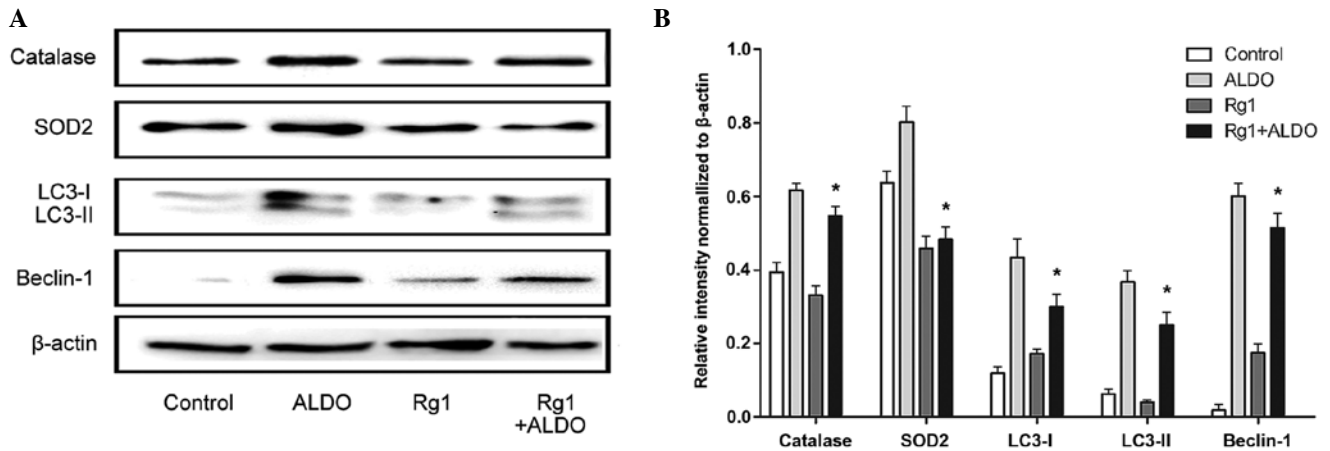 A
Catalase
SOD2
LC3-I
LC3-II
Beclin-1
β-actin
Control ALDO Rg1 Rg1
+ALDO
B
Relative intensity normallized to β-actin
1.0
0.8
0.6
0.4
0.2
0.0
Control
ALDO
Rg1
Rg1+ALDO
* * * * *
Catalase SOD2 LC3-I LC3-II Beclin-1